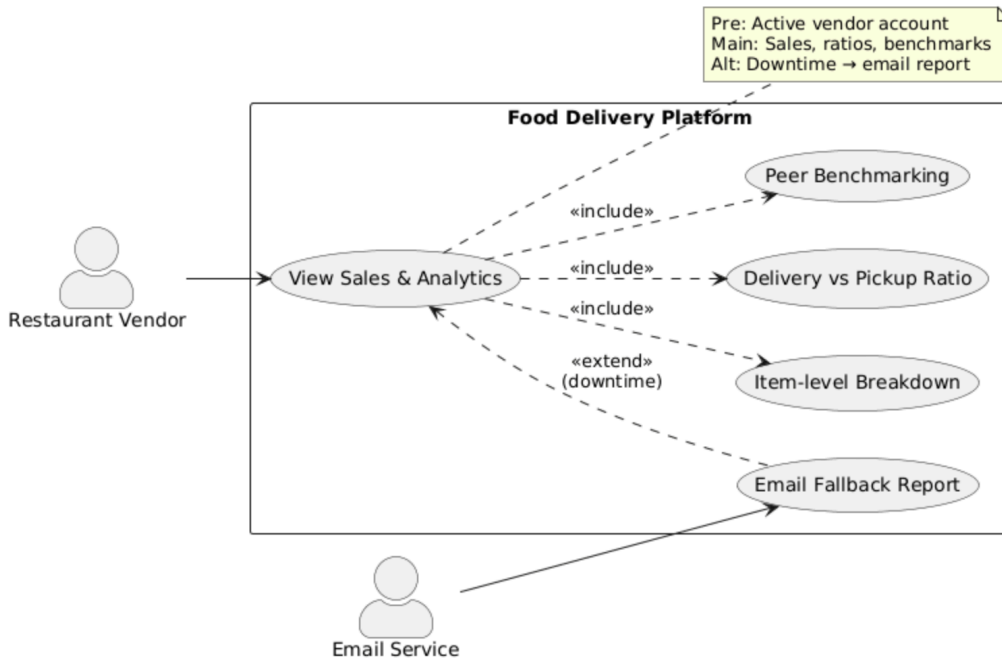 Pre: Active vendor account
Main: Sales, ratios, benchmarks
Alt: Downtime → email report
Food Delivery Platform
Peer Benchmarking
«include»
View Sales & Analytics
«include»
Delivery vs Pickup Ratio
«include»
Restaurant Vendor
«extend»
(downtime)
Item-level Breakdown
Email Fallback Report
Email Service